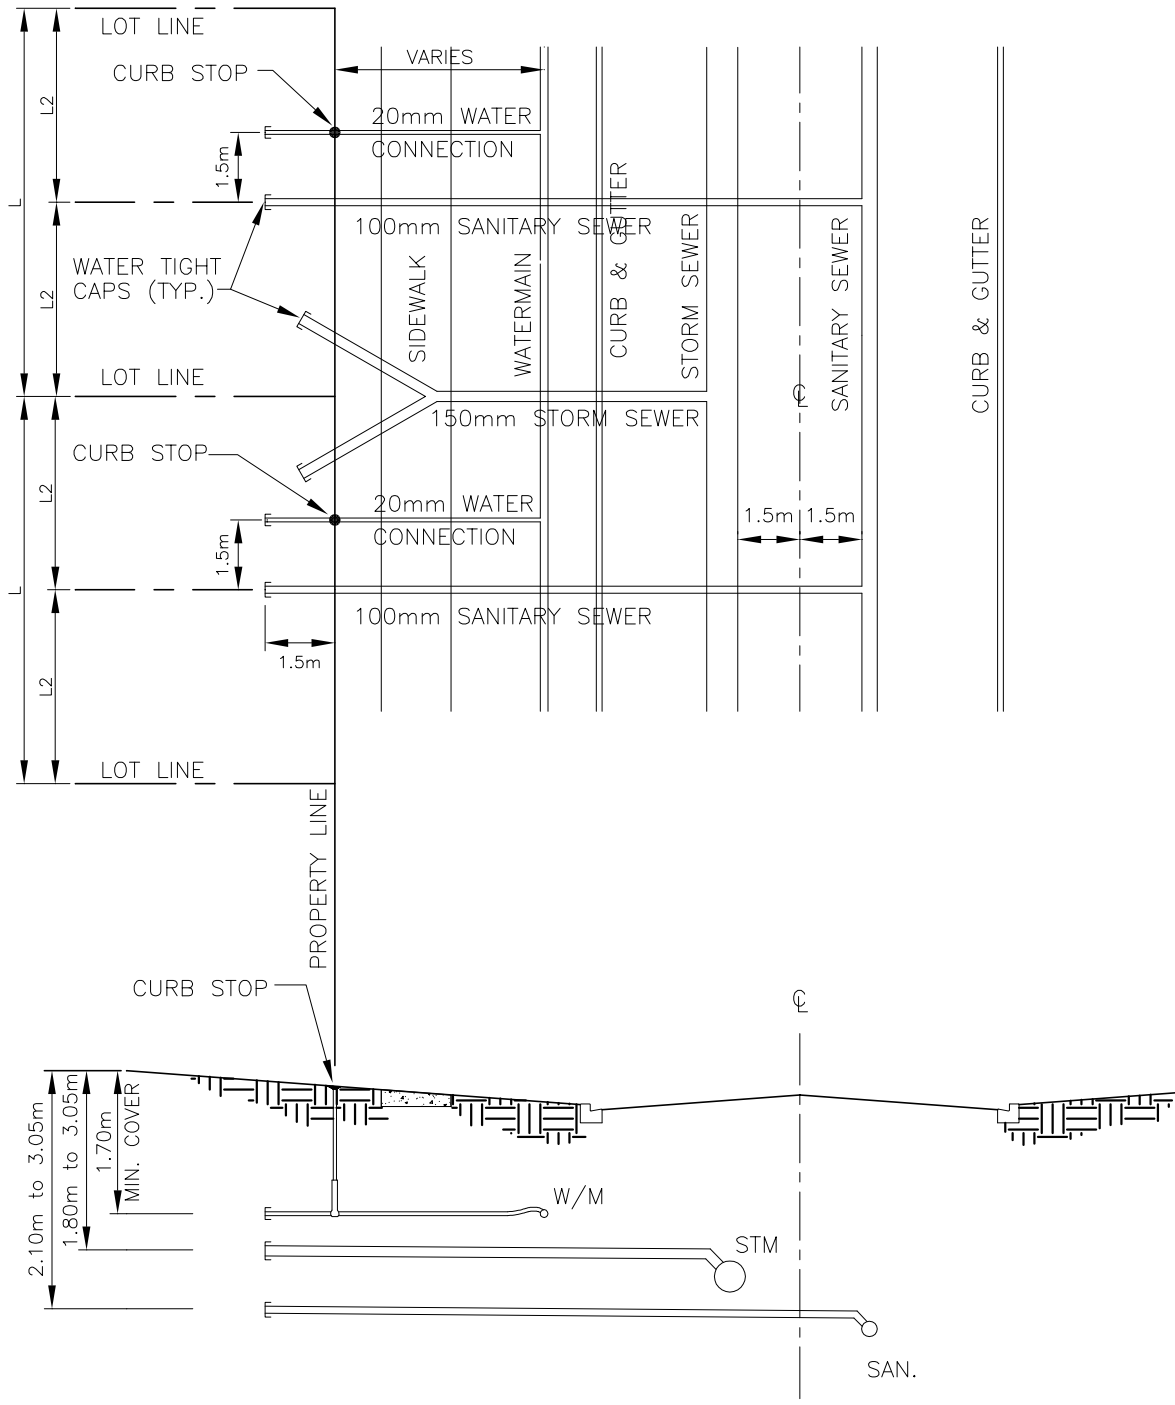 LOT LINE
CURB STOP
VARIES
L2
20mm WATER
CONNECTION
1.5m
L
100mm SANITARY SEWER
WATER TIGHT
CAPS (TYP.)
L2
SIDEWALK
WATERMAIN
CURB & GUTTER
STORM SEWER
SANITARY SEWER
CURB & GUTTER
LOT LINE
℄
150mm STORM SEWER
CURB STOP
L2
20mm WATER
CONNECTION
1.5m
1.5m
1.5m
L
100mm SANITARY SEWER
1.5m
L2
LOT LINE
PROPERTY LINE
CURB STOP
℄
2.10m to 3.05m
1.80m to 3.05m
1.70m
MIN. COVER
W/M
STM
SAN.